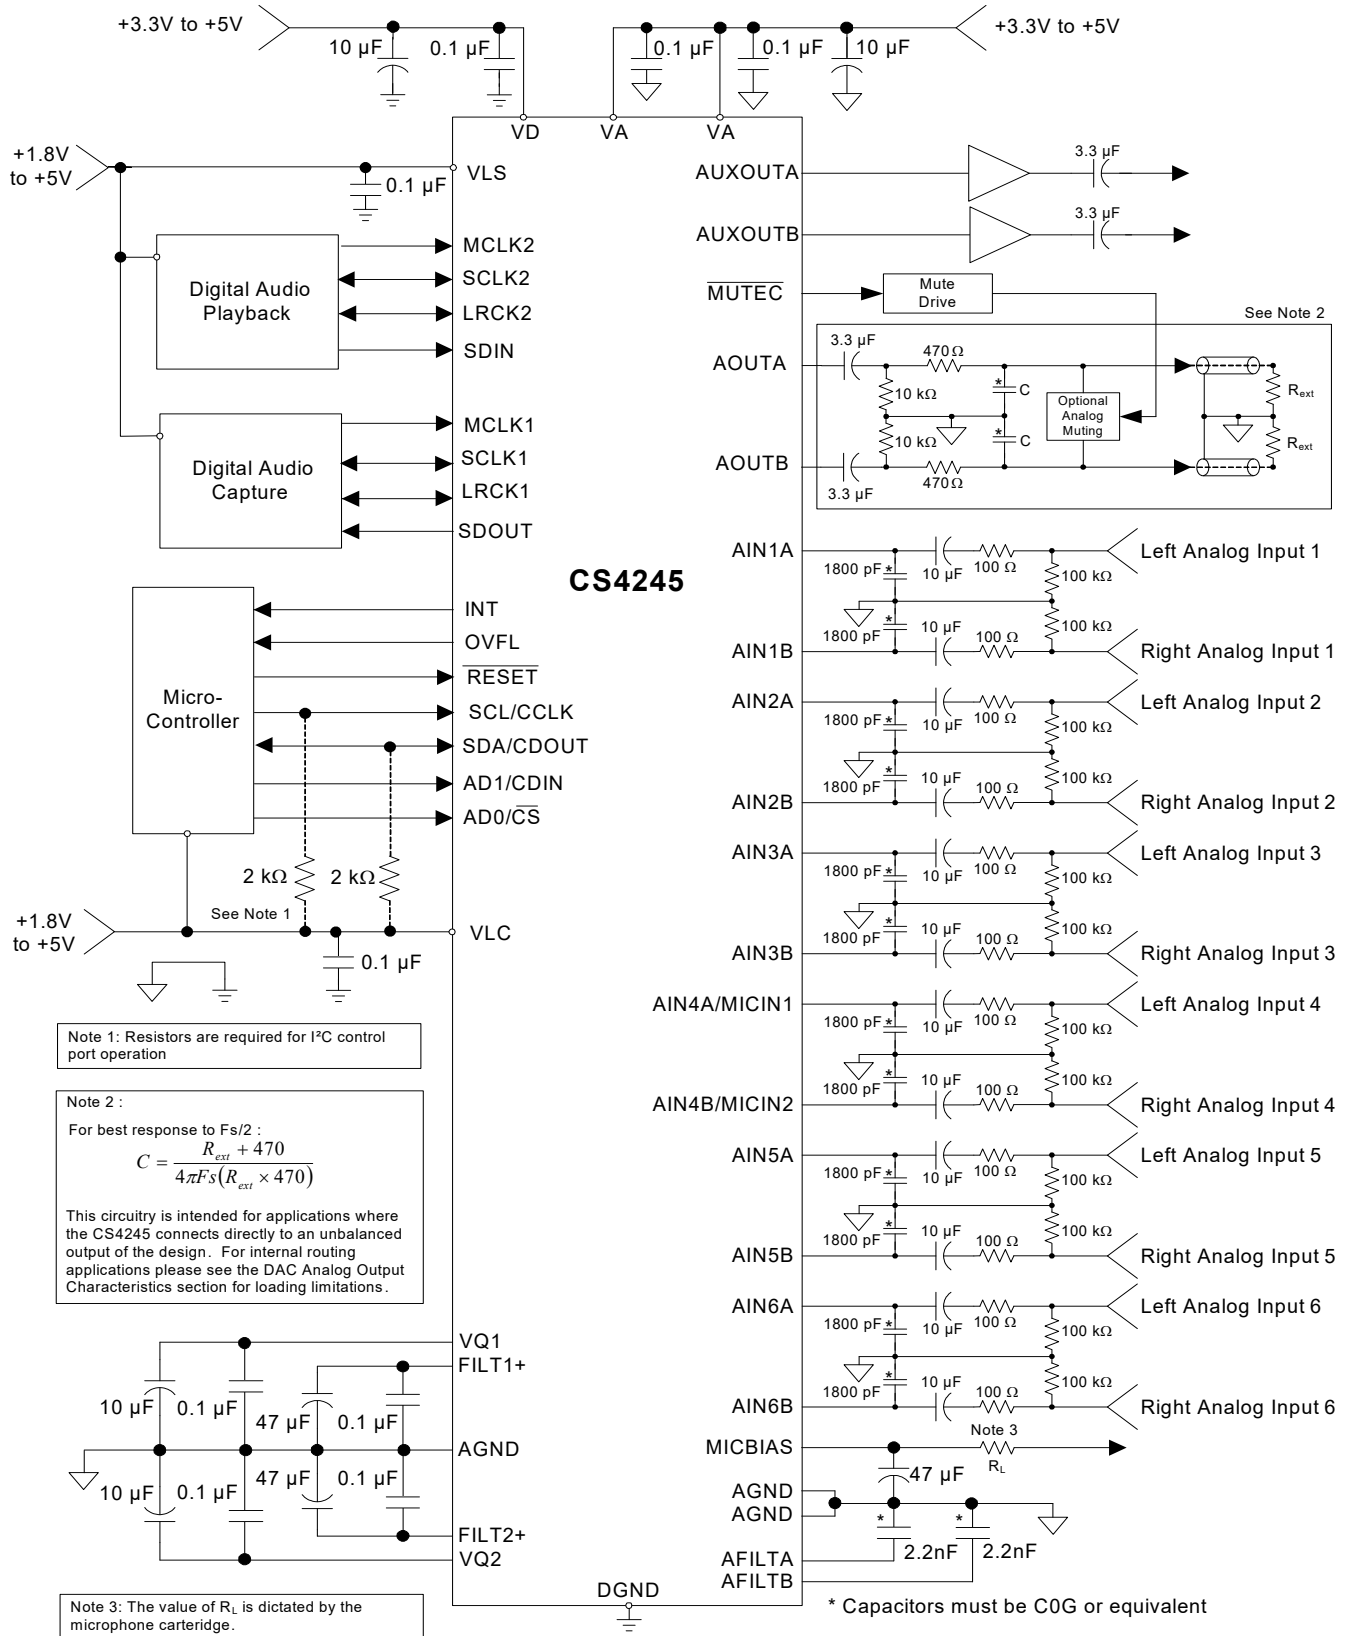 +3.3V to +5V
10 µF
0.1 µF
0.1 µF
0.1 µF
10 µF
+3.3V to +5V
VD
VA
VA
+1.8V
to +5V
0.1 µF
VLS
AUXOUTA
3.3 µF
AUXOUTB
3.3 µF
Digital Audio
Playback
MCLK2
SCLK2
LRCK2
SDIN
MUTEC
Mute
Drive
See Note 2
AOUTA
3.3 µF
470Ω
10 kΩ
* C
10 kΩ
* C
Optional
Analog
Muting
Rext
Rext
AOUTB
3.3 µF
470Ω
Digital Audio
Capture
MCLK1
SCLK1
LRCK1
SDOUT
CS4245
AIN1A
1800 pF *
10 µF
100 Ω
100 kΩ
Left Analog Input 1
AIN1B
1800 pF *
10 µF
100 Ω
100 kΩ
Right Analog Input 1
AIN2A
1800 pF *
10 µF
100 Ω
100 kΩ
Left Analog Input 2
AIN2B
1800 pF *
10 µF
100 Ω
100 kΩ
Right Analog Input 2
AIN3A
1800 pF *
10 µF
100 Ω
100 kΩ
Left Analog Input 3
AIN3B
1800 pF *
10 µF
100 Ω
100 kΩ
Right Analog Input 3
AIN4A/MICIN1
1800 pF *
10 µF
100 Ω
100 kΩ
Left Analog Input 4
AIN4B/MICIN2
1800 pF *
10 µF
100 Ω
100 kΩ
Right Analog Input 4
AIN5A
1800 pF *
10 µF
100 Ω
100 kΩ
Left Analog Input 5
AIN5B
1800 pF *
10 µF
100 Ω
100 kΩ
Right Analog Input 5
AIN6A
1800 pF *
10 µF
100 Ω
100 kΩ
Left Analog Input 6
AIN6B
1800 pF *
10 µF
100 Ω
100 kΩ
Right Analog Input 6
Micro-
Controller
INT
OVFL
RESET
SCL/CCLK
SDA/CDOUT
AD1/CDIN
AD0/CS
2 kΩ
2 kΩ
See Note 1
+1.8V
to +5V
VLC
0.1 µF
Note 1: Resistors are required for I²C control
port operation
Note 2 :
For best response to Fs/2 :
C = (Rext + 470) / (4πFs(Rext × 470))
This circuitry is intended for applications where
the CS4245 connects directly to an unbalanced
output of the design. For internal routing
applications please see the DAC Analog Output
Characteristics section for loading limitations.
VQ1
FILT1+
10 µF
0.1 µF
47 µF
0.1 µF
AGND
10 µF
0.1 µF
47 µF
0.1 µF
FILT2+
VQ2
MICBIAS
Note 3
RL
47 µF
AGND
AGND
*
*
2.2nF
2.2nF
AFILTA
AFILTB
DGND
* Capacitors must be C0G or equivalent
Note 3: The value of RL is dictated by the
microphone carteridge.